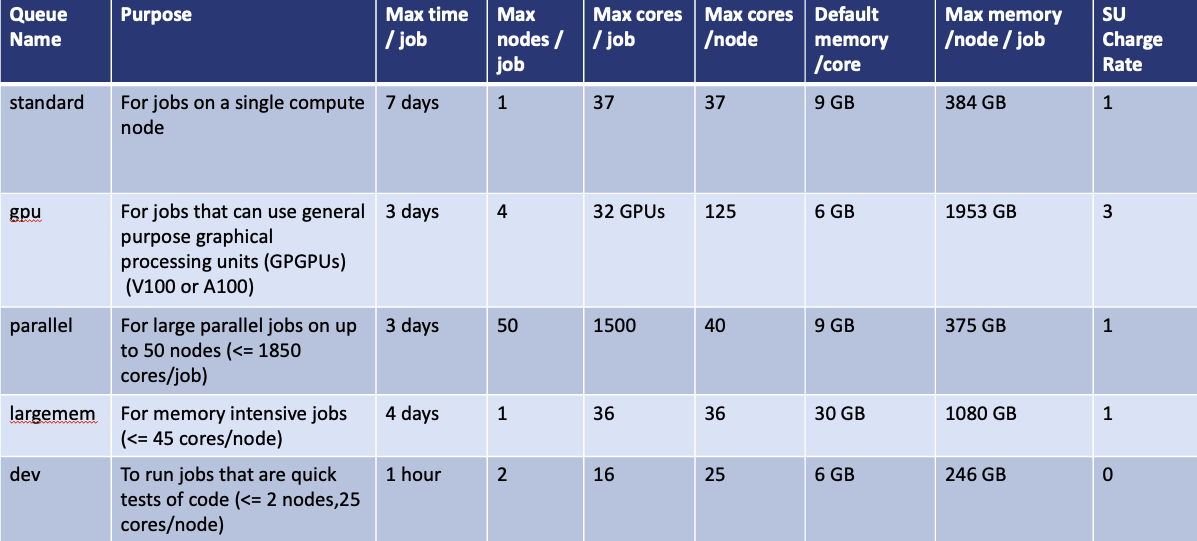 Queue Name | Purpose | Max time / job | Max nodes / job | Max cores / job | Max cores /node | Default memory /core | Max memory /node / job | SU Charge Rate
standard | For jobs on a single compute node | 7 days | 1 | 37 | 37 | 9 GB | 384 GB | 1
gpu | For jobs that can use general purpose graphical processing units (GPGPUs) (V100 or A100) | 3 days | 4 | 32 GPUs | 125 | 6 GB | 1953 GB | 3
parallel | For large parallel jobs on up to 50 nodes (<= 1850 cores/job) | 3 days | 50 | 1500 | 40 | 9 GB | 375 GB | 1
largemem | For memory intensive jobs (<= 45 cores/node) | 4 days | 1 | 36 | 36 | 30 GB | 1080 GB | 1
dev | To run jobs that are quick tests of code (<= 2 nodes,25 cores/node) | 1 hour | 2 | 16 | 25 | 6 GB | 246 GB | 0